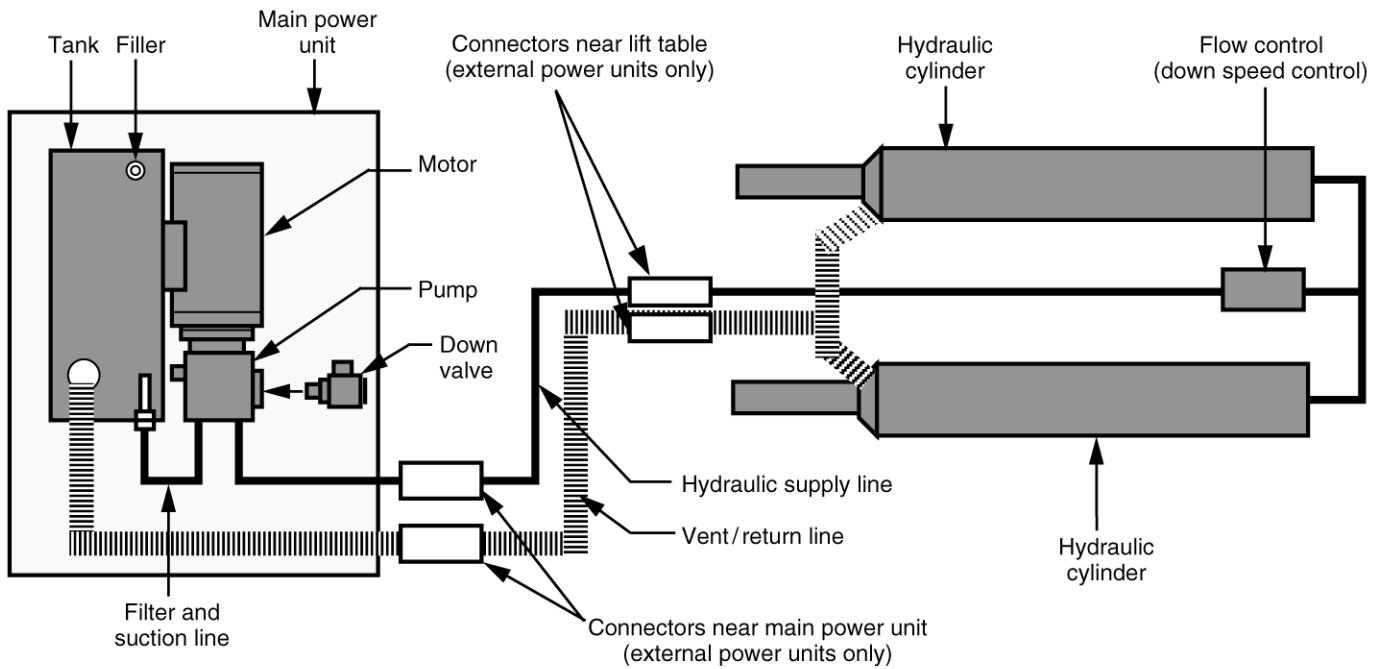 Main power
unit
Tank
Filler
Connectors near lift table
(external power units only)
Hydraulic
cylinder
Flow control
(down speed control)
Motor
Pump
Down
valve
Hydraulic supply line
Vent/return line
Hydraulic
cylinder
Filter and
suction line
Connectors near main power unit
(external power units only)